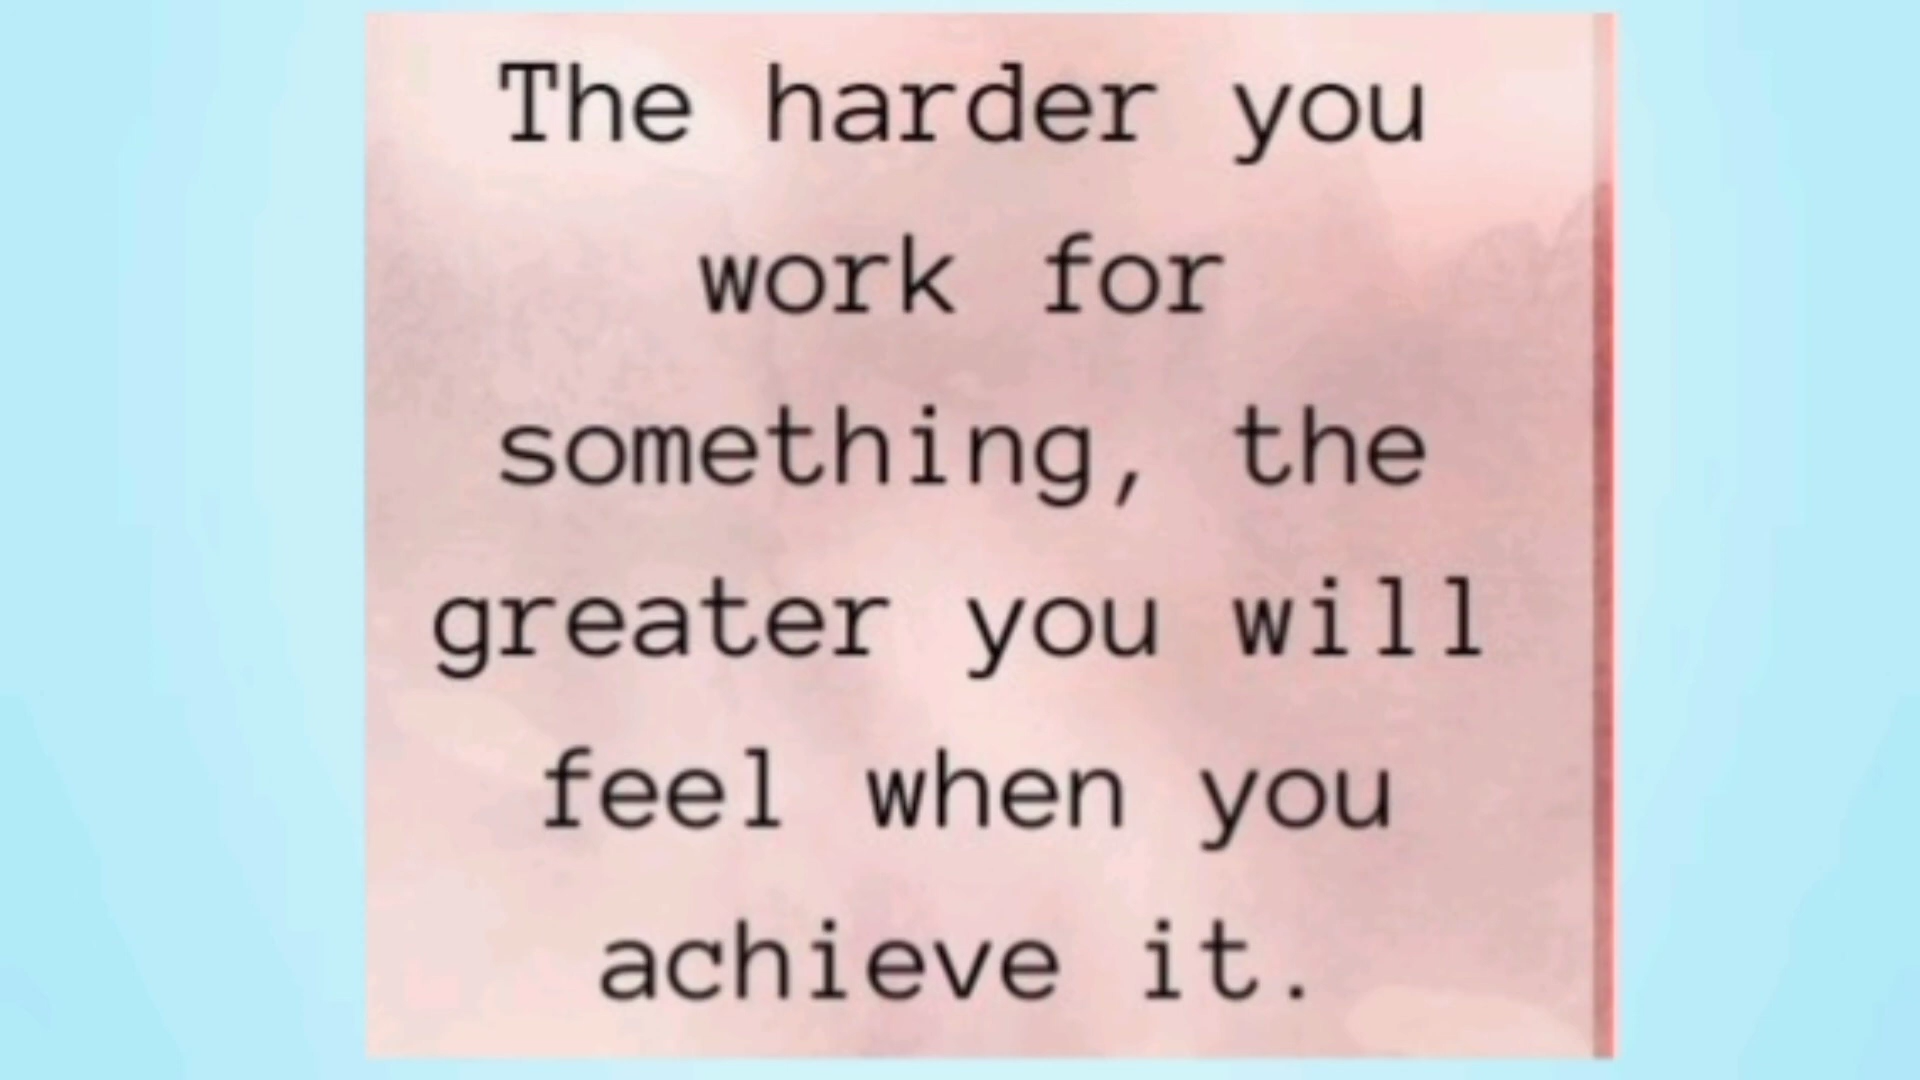 The harder you
work for
something, the
greater you will
feel when you
achieve it.